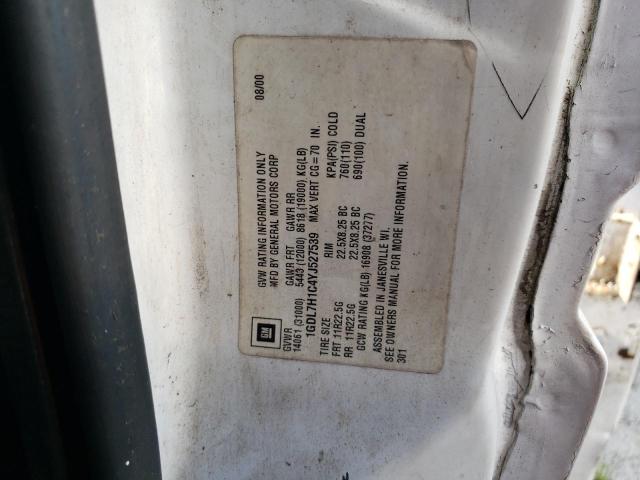 GM
GVW RATING INFORMATION ONLY
MFD BY GENERAL MOTORS CORP 08/00
GVWR GAWR FRT GAWR RR
14061 (31000) 5443 (12000) 8618 (19000) KG(LB)
1GDL7H1C4YJ527539 MAX VERT CG=70 IN.
TIRE SIZE RIM KPA(PSI) COLD
FRT 11R22.5G 22.5X8.25 BC 760(110)
RR 11R22.5G 22.5X8.25 BC 690(100) DUAL
GCW RATING KG(LB) 16908 (37277)
ASSEMBLED IN JANESVILLE WI.
SEE OWNERS MANUAL FOR MORE INFORMATION.
301